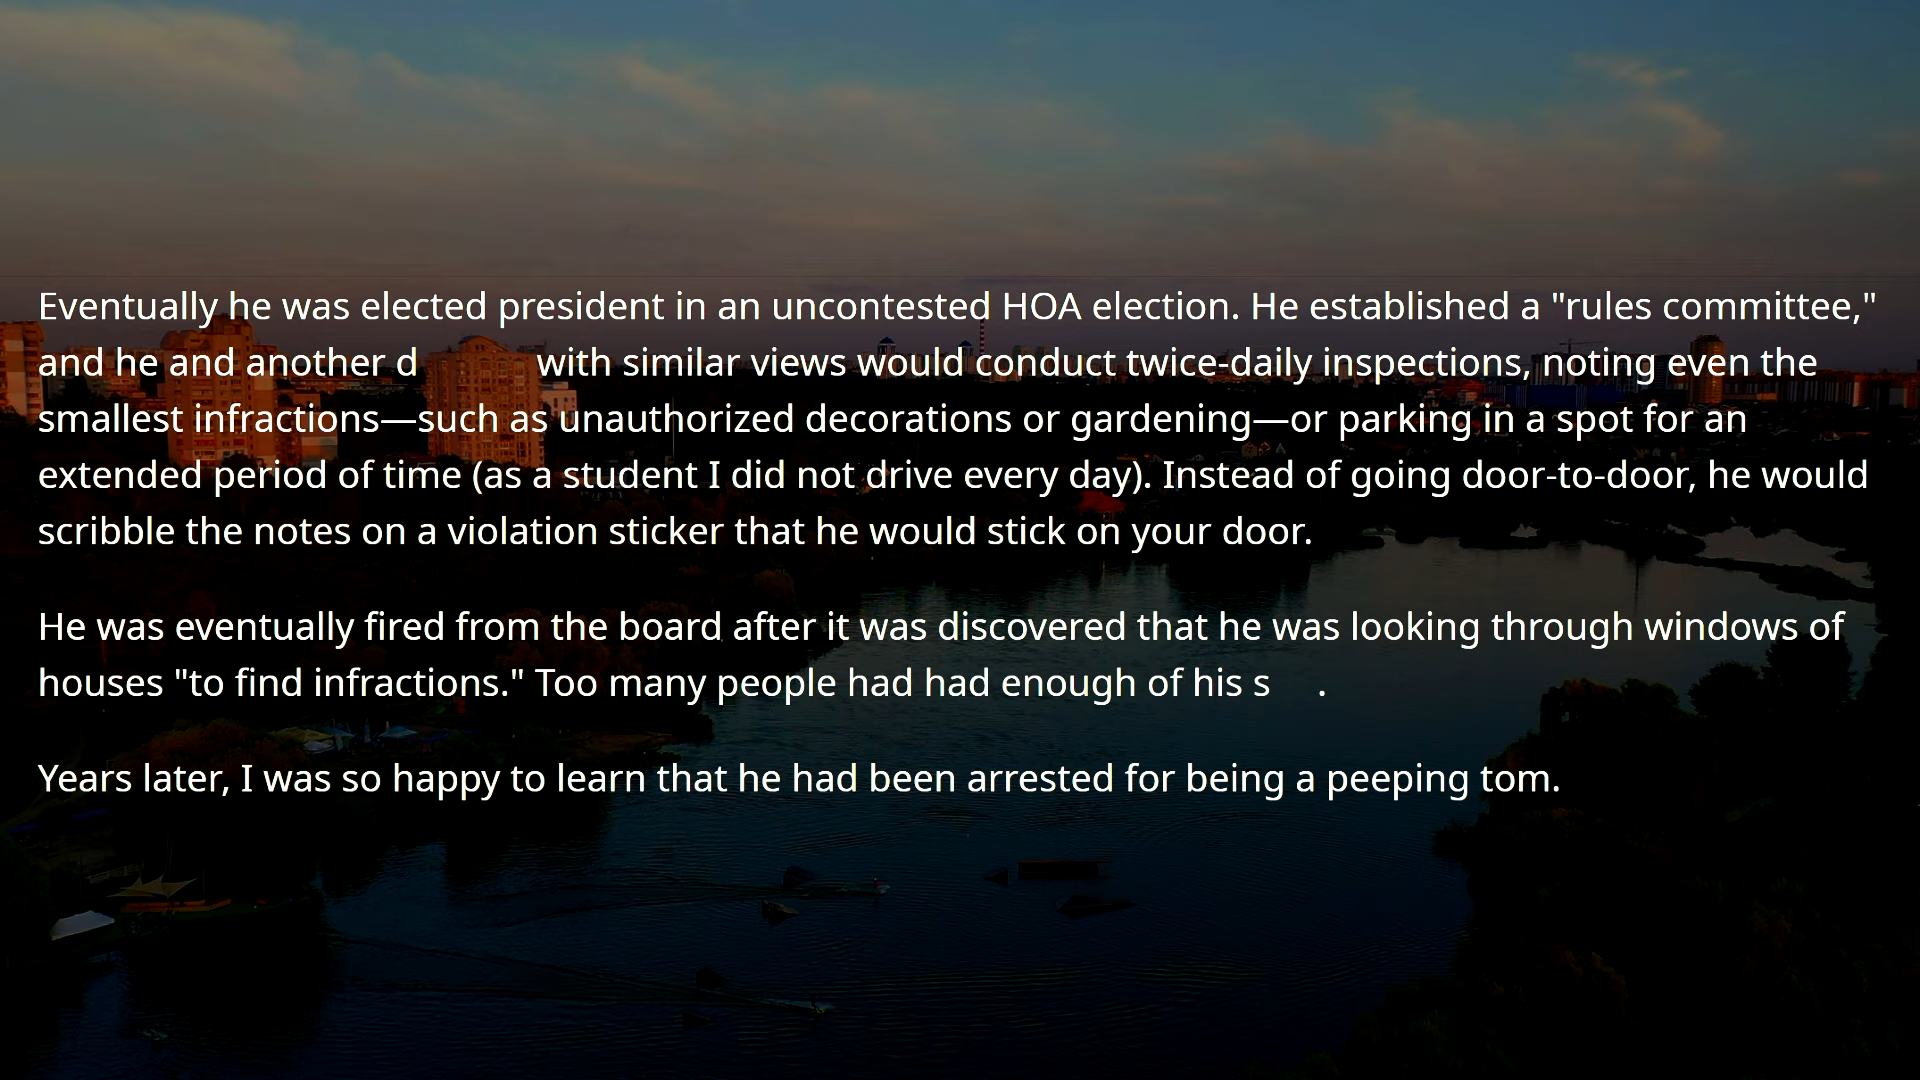 Eventually he was elected president in an uncontested HOA election. He established a "rules committee,"
and he and another d with similar views would conduct twice-daily inspections, noting even the
smallest infractions—such as unauthorized decorations or gardening—or parking in a spot for an
extended period of time (as a student I did not drive every day). Instead of going door-to-door, he would
scribble the notes on a violation sticker that he would stick on your door.
He was eventually fired from the board after it was discovered that he was looking through windows of
houses "to find infractions." Too many people had had enough of his s .
Years later, I was so happy to learn that he had been arrested for being a peeping tom.